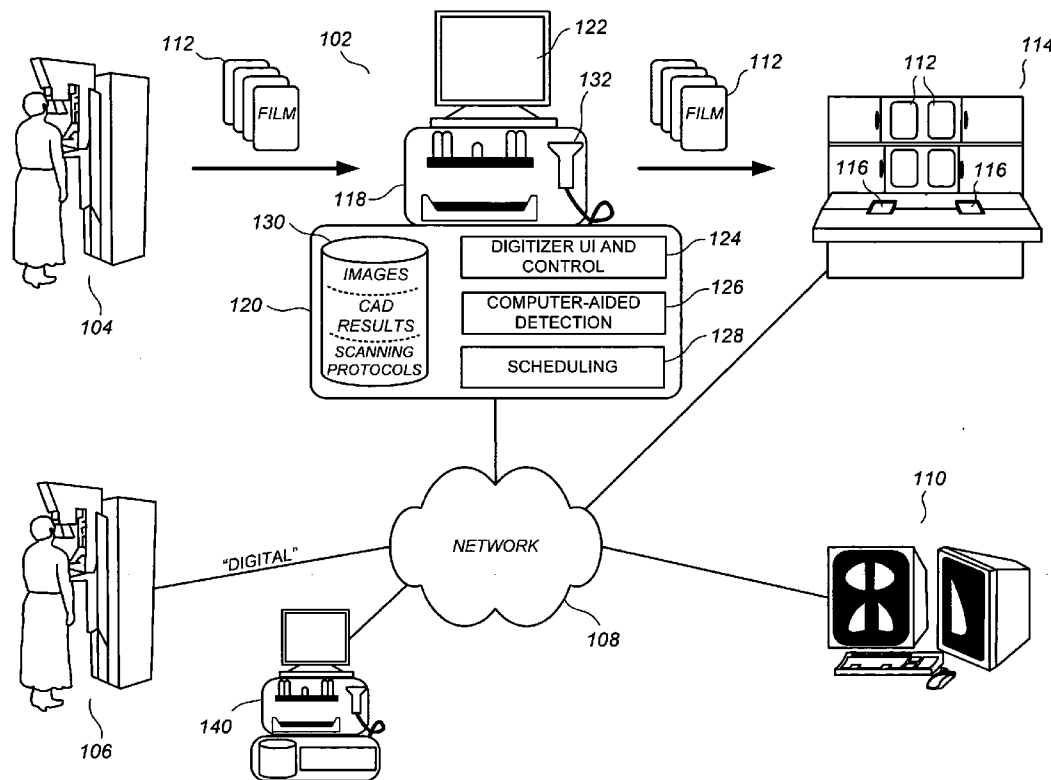 112
102
122
112
114
FILM
FILM
132
112
118
116
116
130
DIGITIZER UI AND
CONTROL
124
IMAGES
120
CAD
RESULTS
COMPUTER-AIDED
DETECTION
126
SCANNING
PROTOCOLS
SCHEDULING
128
104
NETWORK
110
"DIGITAL"
108
106
140